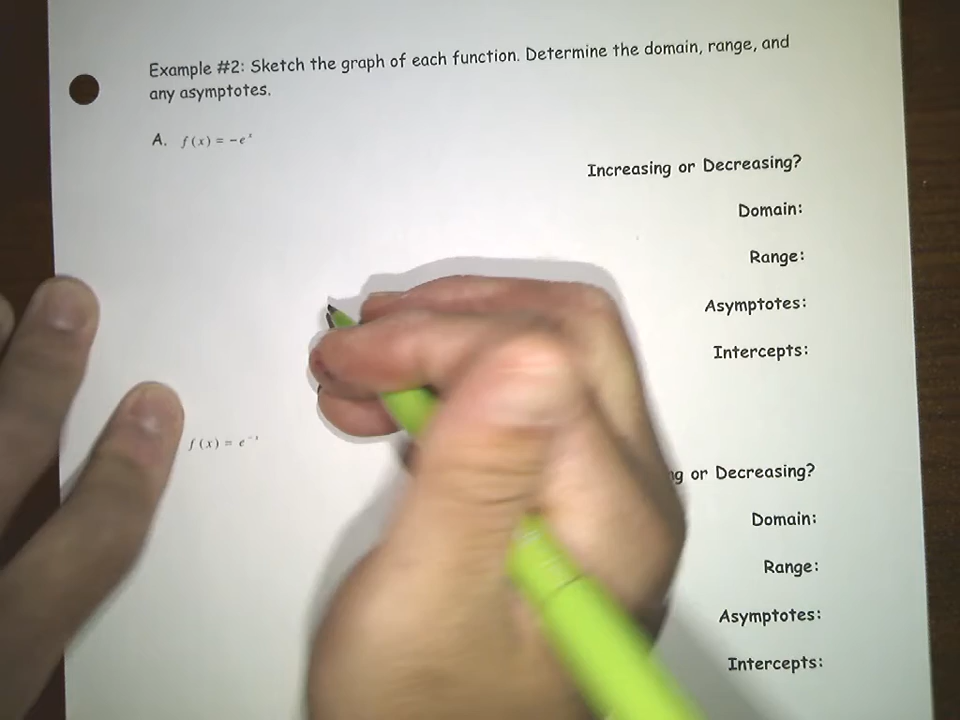 Example #2: Sketch the graph of each function. Determine the domain, range, and
any asymptotes.
A. f(x) = -eˣ
Increasing or Decreasing?
Domain:
Range:
Asymptotes:
Intercepts:
f(x) = e⁻ˣ
or Decreasing?
Domain:
Range:
Asymptotes:
Intercepts: